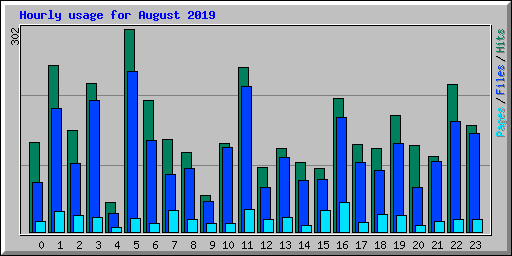 Hourly usage for August 2019
302
Pages/Files/Hits
0 1 2 3 4 5 6 7 8 9 10 11 12 13 14 15 16 17 18 19 20 21 22 23